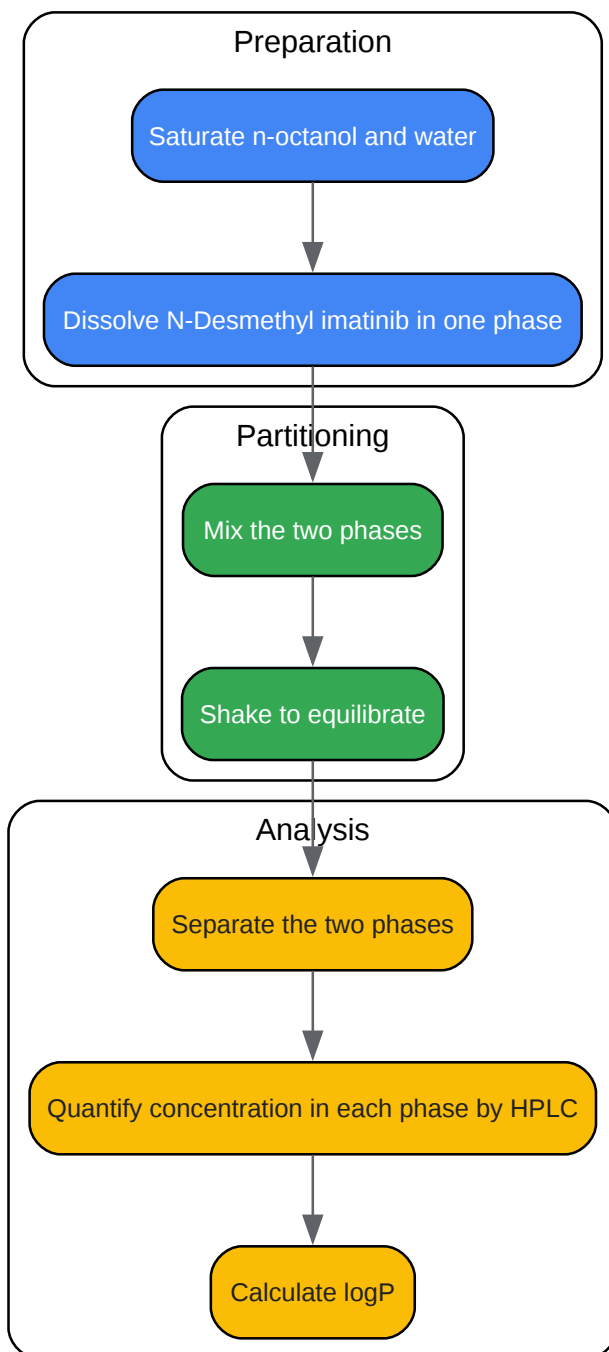 Preparation
Saturate n-octanol and water
Dissolve N-Desmethyl imatinib in one phase
Partitioning
Mix the two phases
Shake to equilibrate
Analysis
Separate the two phases
Quantify concentration in each phase by HPLC
Calculate logP